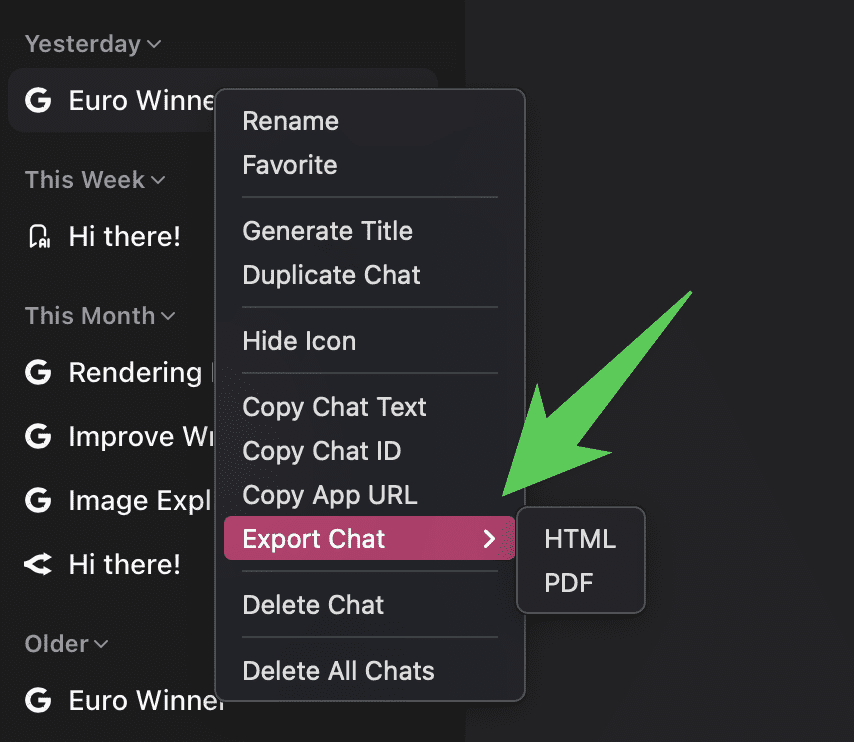 Yesterday
Euro Winne
This Week
Hi there!
This Month
Rendering
Improve Wr
Image Expl
Hi there!
Older
Euro Winner
Rename
Favorite
Generate Title
Duplicate Chat
Hide Icon
Copy Chat Text
Copy Chat ID
Copy App URL
Export Chat
HTML
PDF
Delete Chat
Delete All Chats